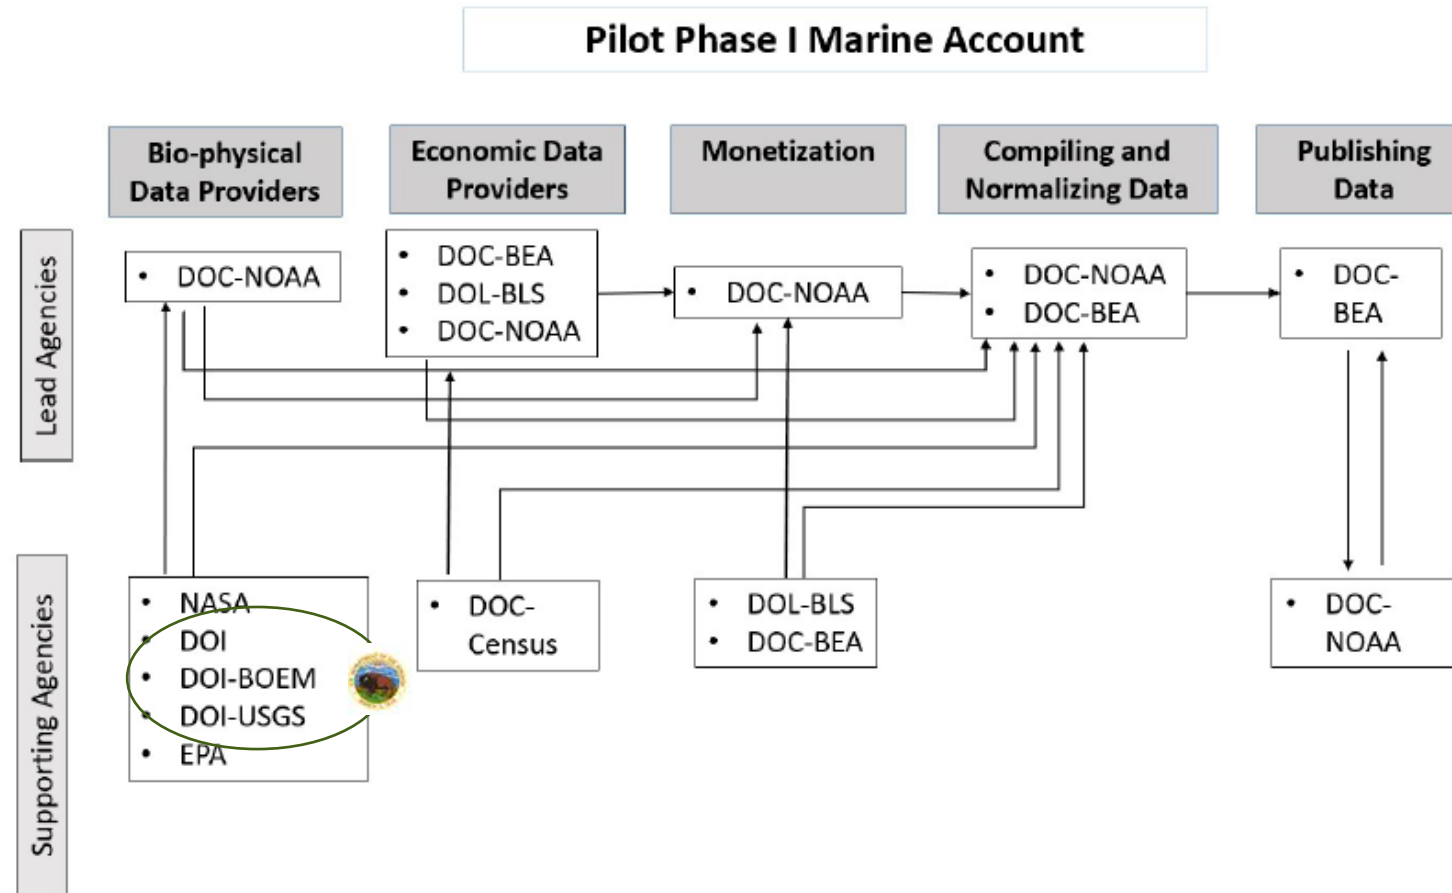 Pilot Phase I Marine Account
Bio-physical
Data Providers
Economic Data
Providers
Monetization
Compiling and
Normalizing Data
Publishing
Data
Lead Agencies
• DOC-NOAA
• DOC-BEA
• DOL-BLS
• DOC-NOAA
• DOC-NOAA
• DOC-NOAA
• DOC-BEA
• DOC-
BEA
Supporting Agencies
• NASA
• DOI
• DOI-BOEM
• DOI-USGS
• EPA
• DOC-
Census
• DOL-BLS
• DOC-BEA
• DOC-
NOAA